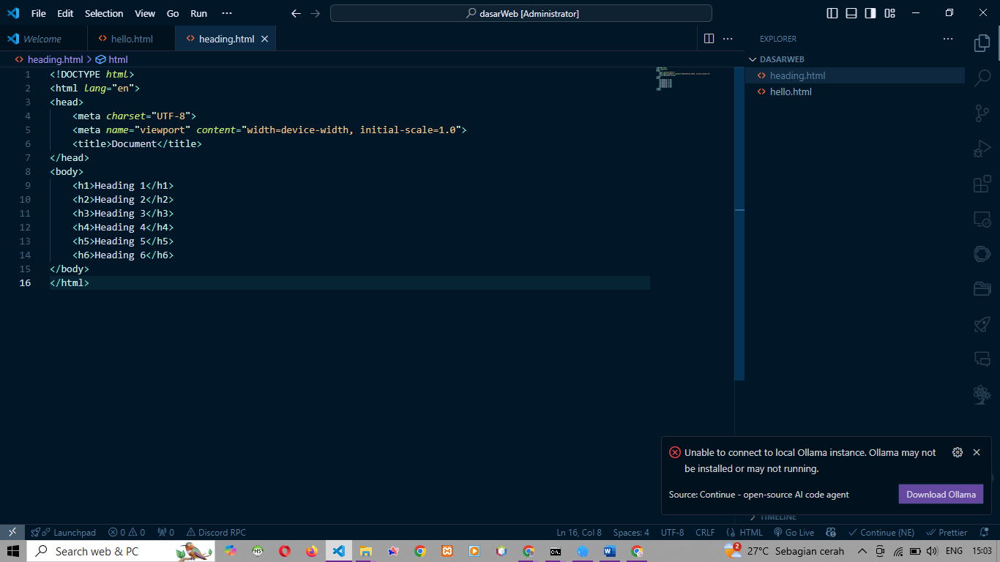 File Edit Selection View Go Run ··· dasarWeb [Administrator]
Welcome hello.html heading.html
heading.html > html
1 <!DOCTYPE html>
2 <html lang="en">
3 <head>
4 <meta charset="UTF-8">
5 <meta name="viewport" content="width=device-width, initial-scale=1.0">
6 <title>Document</title>
7 </head>
8 <body>
9 <h1>Heading 1</h1>
10 <h2>Heading 2</h2>
11 <h3>Heading 3</h3>
12 <h4>Heading 4</h4>
13 <h5>Heading 5</h5>
14 <h6>Heading 6</h6>
15 </body>
16 </html>
EXPLORER
DASARWEB
heading.html
hello.html
Unable to connect to local Ollama instance. Ollama may not
be installed or may not running.
Source: Continue - open-source AI code agent Download Ollama
TIMELINE
Launchpad 0 0 0 Discord RPC Ln 16, Col 8 Spaces: 4 UTF-8 CRLF {} HTML Go Live Continue (NE) Prettier
Search web & PC 2 27°C Sebagian cerah ENG 15:03